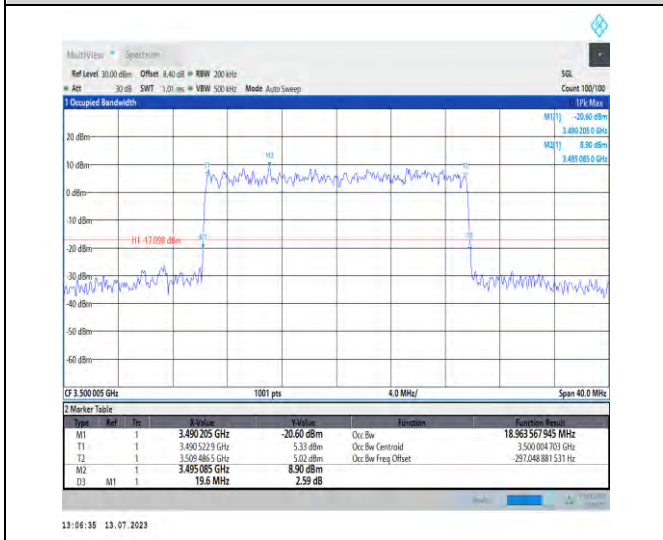 MultiView Spectrum
Ref Level 30.00 dBm Offset 8.40 dB RBW 200 kHz SGL
Att 30 dB SWT 1.01 ms VBW 500 kHz Mode Auto Sweep Count 100/100
1 Occupied Bandwidth 1Pk Max
M1[1] -20.60 dBm
3.490 205 0 GHz
M2[1] 8.90 dBm
3.495 085 0 GHz
20 dBm
M2
10 dBm
T1
0 dBm
-10 dBm
H1 -17.098 dBm
M1
-20 dBm
-30 dBm
-40 dBm
-50 dBm
-60 dBm
CF 3.500 005 GHz 1001 pts 4.0 MHz/ Span 40.0 MHz
2 Marker Table
Type Ref Trc X-Value Y-Value Function Function Result
M1 1 3.490 205 GHz -20.60 dBm Occ Bw 18.963 567 945 MHz
T1 1 3.490 522 9 GHz 5.33 dBm Occ Bw Centroid 3.500 004 703 GHz
T2 1 3.509 486 5 GHz 5.02 dBm Occ Bw Freq Offset -297.048 881 531 Hz
M2 1 3.495 085 GHz 8.90 dBm
D3 M1 1 19.6 MHz 2.59 dB
13:06:35 13.07.2023